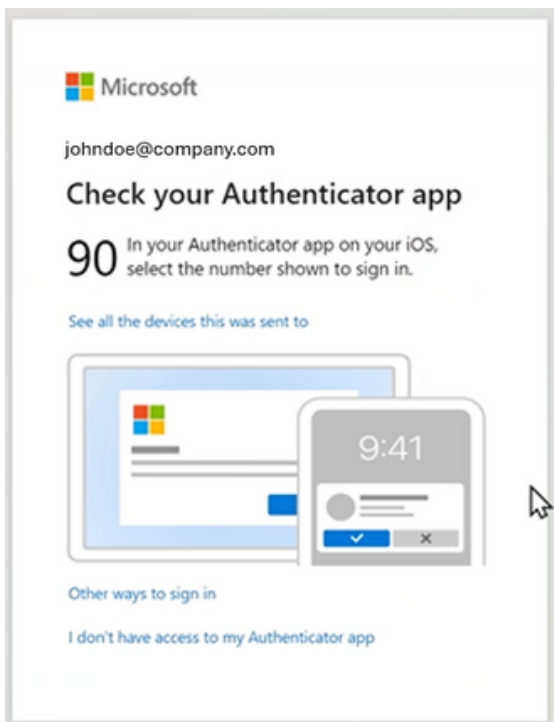 Microsoft
johndoe@company.com
Check your Authenticator app
90
In your Authenticator app on your iOS,
select the number shown to sign in.
See all the devices this was sent to
9:41
Other ways to sign in
I don't have access to my Authenticator app